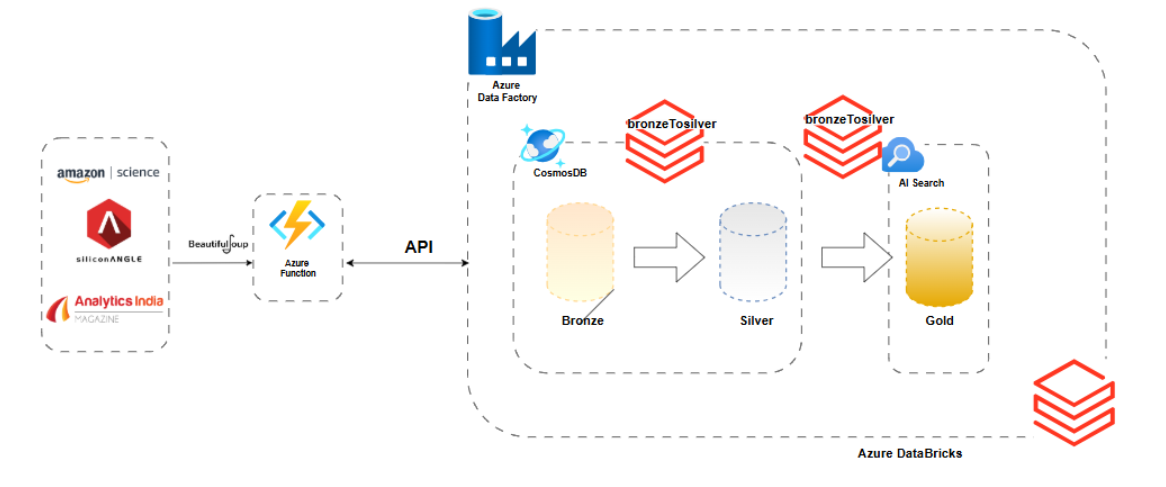 Azure
Data Factory
bronzeTosilver
bronzeTosilver
CosmosDB
AI Search
amazon | science
siliconANGLE
BeautifulSoup
Azure
Function
API
Analytics India
MAGAZINE
Bronze
Silver
Gold
Azure DataBricks